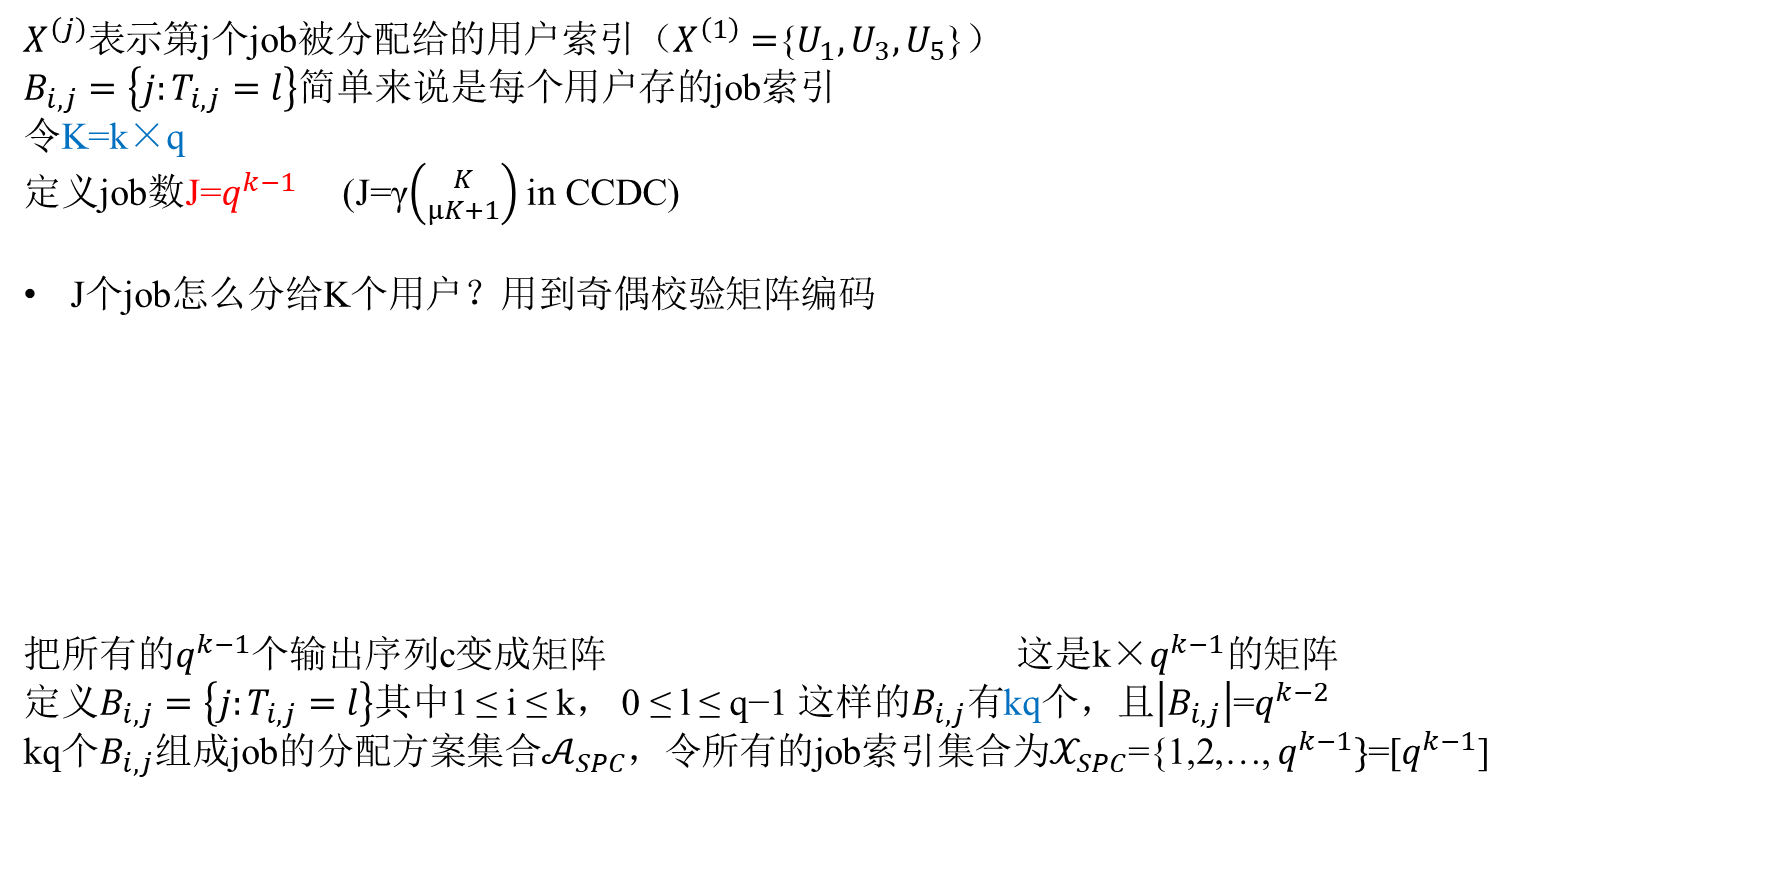 X^(j)表示第j个job被分配给的用户索引（X^(1) ={U_1, U_3, U_5}）
B_{i,j} = {j: T_{i,j} = l}简单来说是每个用户存的job索引
令K=k×q
定义job数J=q^{k−1} (J=γ(K μK+1) in CCDC)
• J个job怎么分给K个用户？用到奇偶校验矩阵编码
把所有的q^{k−1}个输出序列c变成矩阵 这是k×q^{k−1}的矩阵
定义B_{i,j} = {j: T_{i,j} = l}其中1 ≤ i ≤ k， 0 ≤ l ≤ q−1 这样的B_{i,j}有kq个，且|B_{i,j}|=q^{k−2}
kq个B_{i,j}组成job的分配方案集合𝒜_{SPC}，令所有的job索引集合为𝒳_{SPC}={1,2,…, q^{k−1}}=[q^{k−1}]